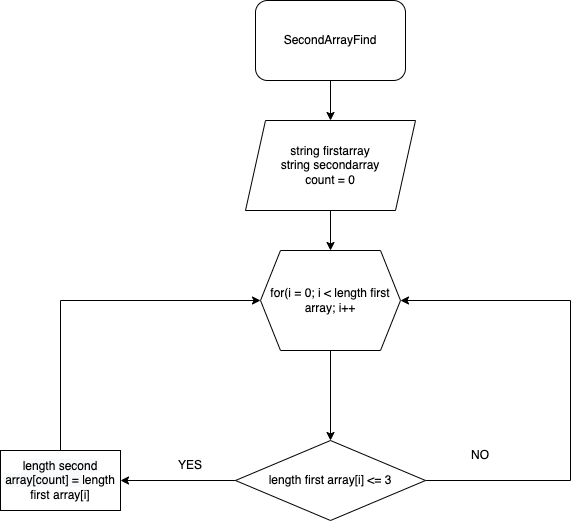 SecondArrayFind
string firstarray
string secondarray
count = 0
for(i = 0; i < length first
array; i++
length first array[i] <= 3
YES
NO
length second
array[count] = length
first array[i]